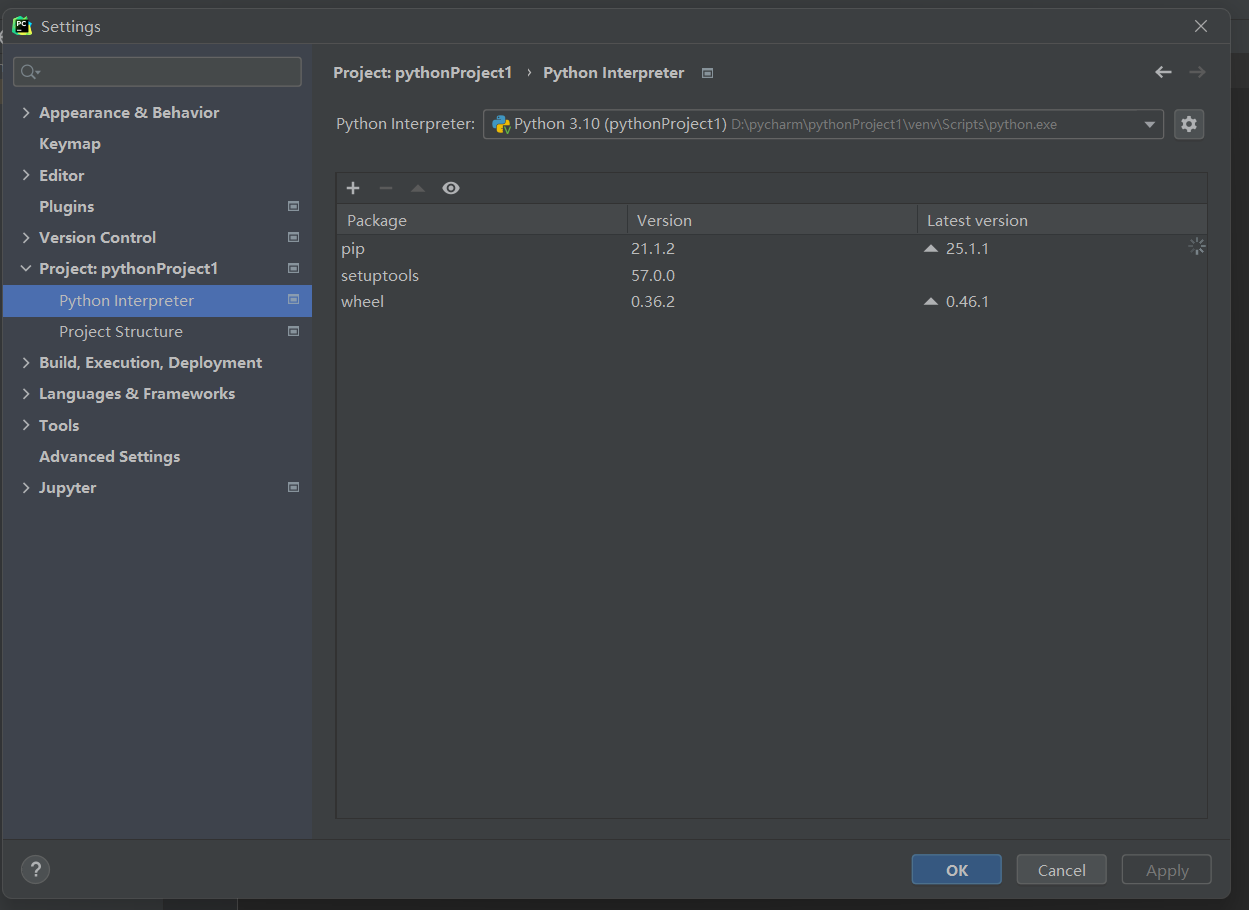 Settings
Project: pythonProject1 › Python Interpreter
Python Interpreter: Python 3.10 (pythonProject1) D:\pycharm\pythonProject1\venv\Scripts\python.exe
Appearance & Behavior
Keymap
Editor
Plugins
Version Control
Project: pythonProject1
Python Interpreter
Project Structure
Build, Execution, Deployment
Languages & Frameworks
Tools
Advanced Settings
Jupyter
Package Version Latest version
pip 21.1.2 25.1.1
setuptools 57.0.0
wheel 0.36.2 0.46.1
?
OK Cancel Apply